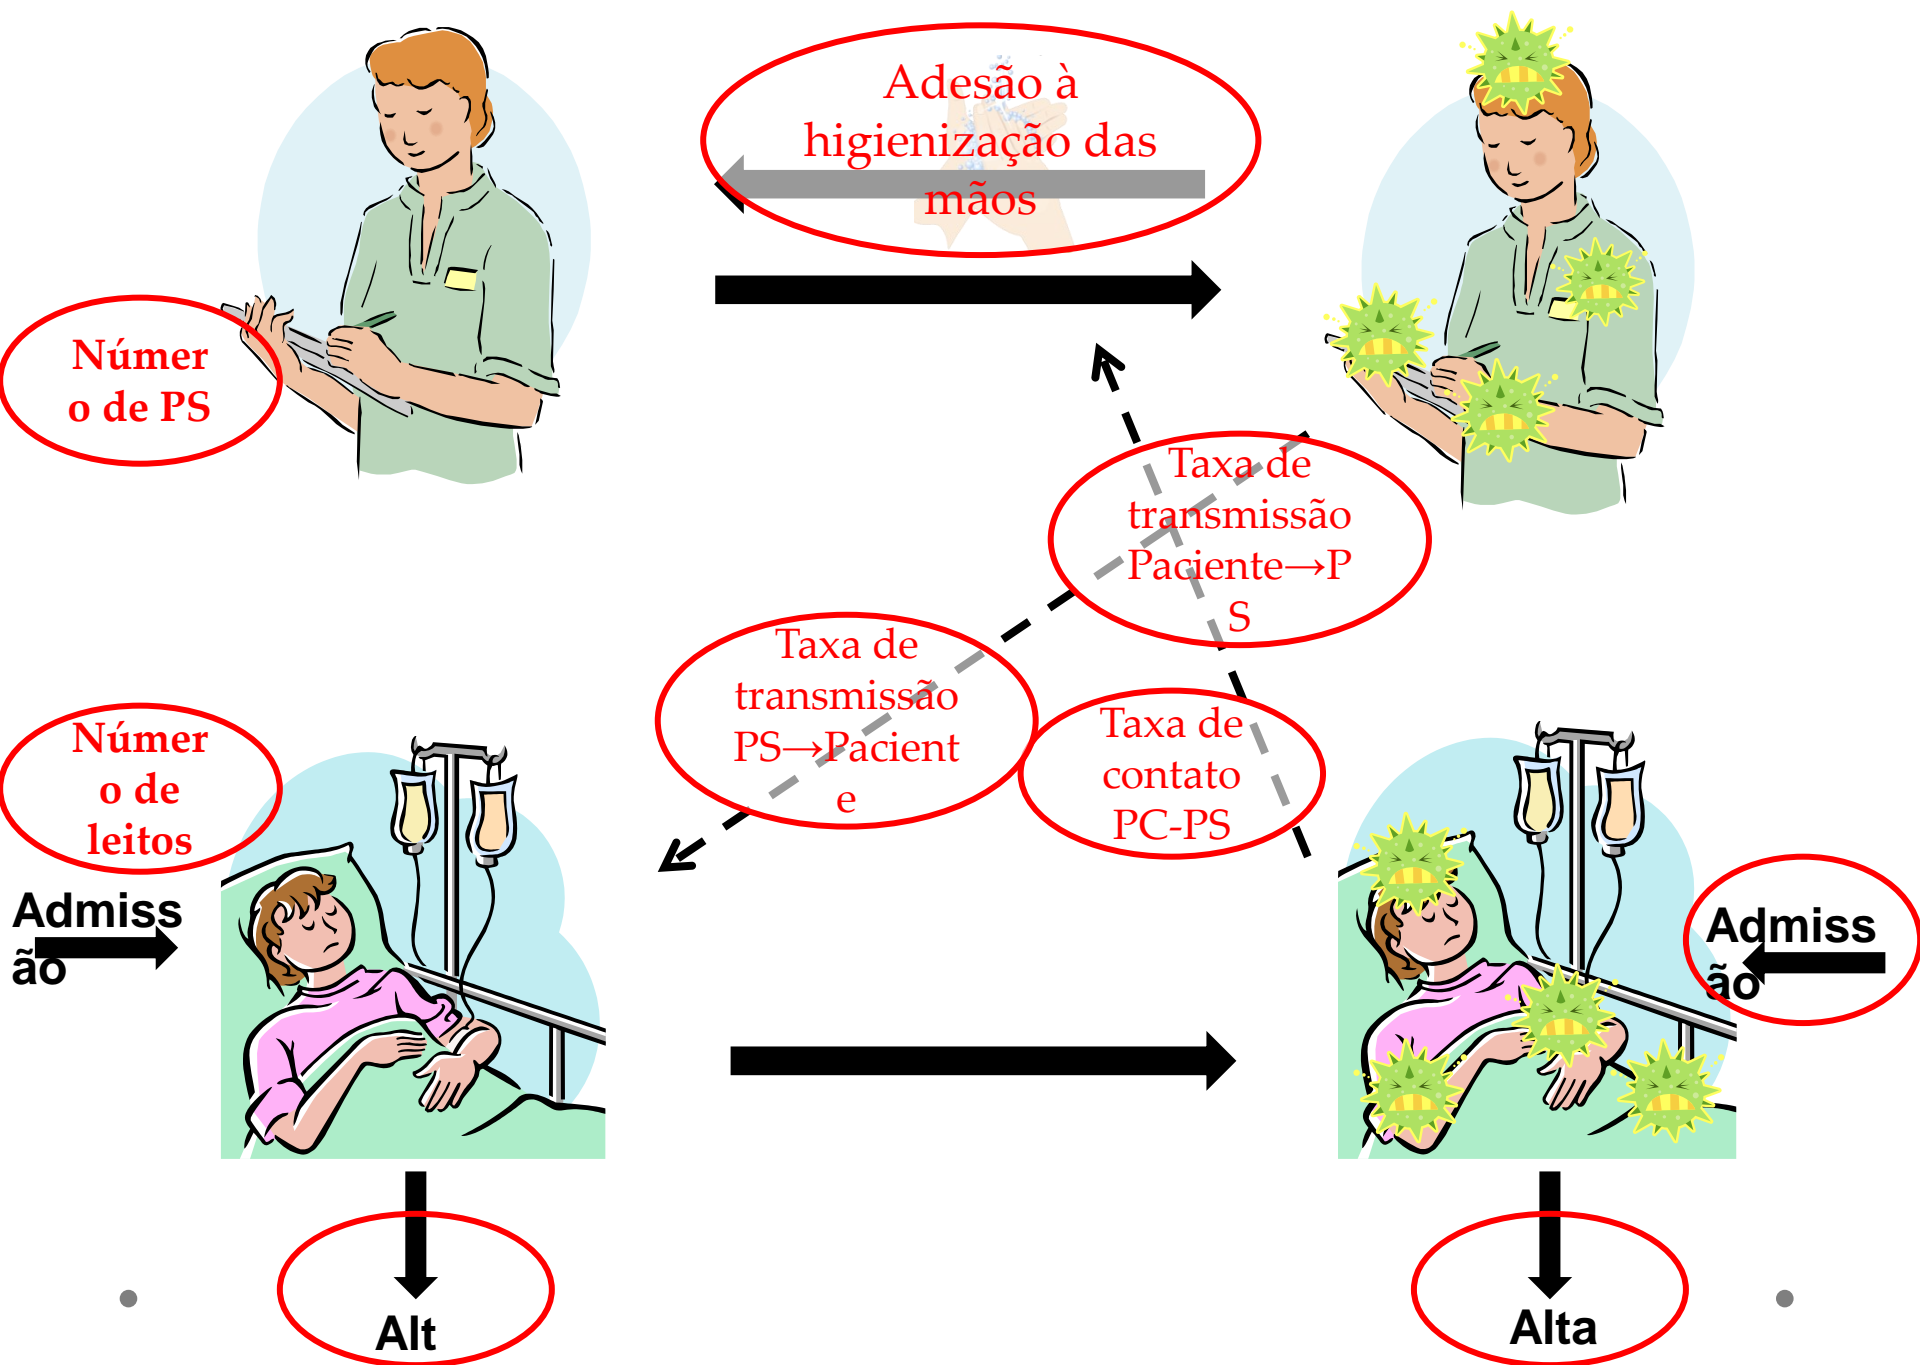 Adesão à
higienização das
mãos
Númer
o de PS
Taxa de
transmissão
Paciente→P
S
Taxa de
transmissão
PS→Pacient
e
Taxa de
contato
PC-PS
Númer
o de
leitos
Admiss
ão
Admiss
ão
Alt
Alta